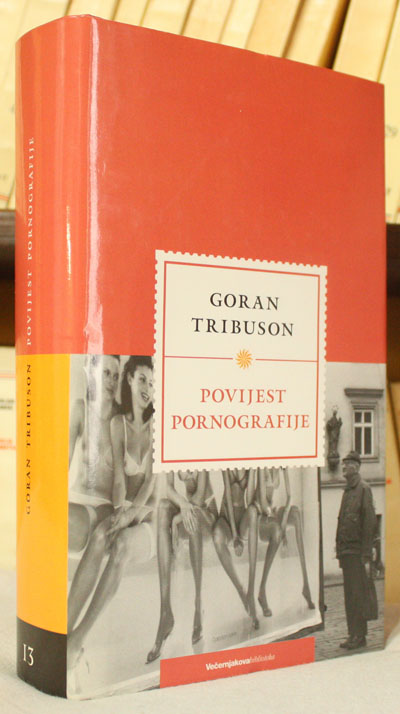 GORAN
TRIBUSON
POVIJEST
PORNOGRAFIJE
Večernjakova biblioteka
GORAN TRIBUSON POVIJEST PORNOGRAFIJE
13